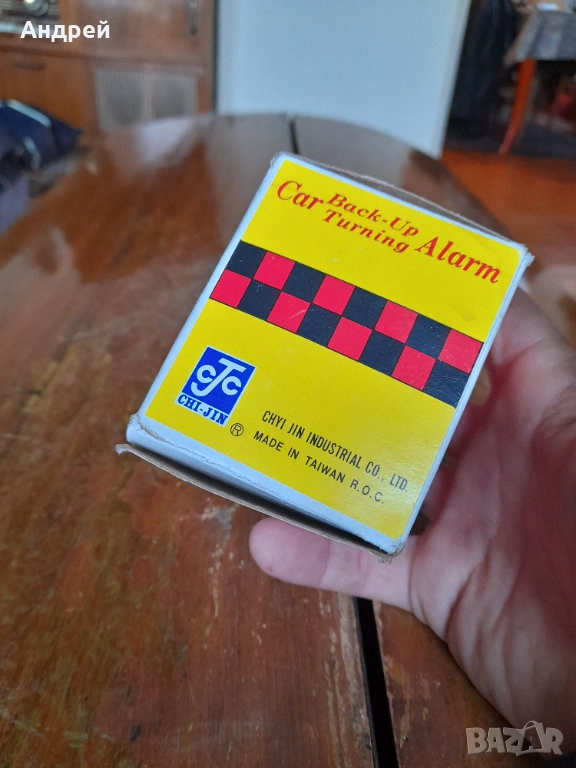 Андрей
Car Back-Up Turning Alarm
CJC
CHI-JIN
®
CHYI JIN INDUSTRIAL CO., LTD.
MADE IN TAIWAN R.O.C.
BAZAR